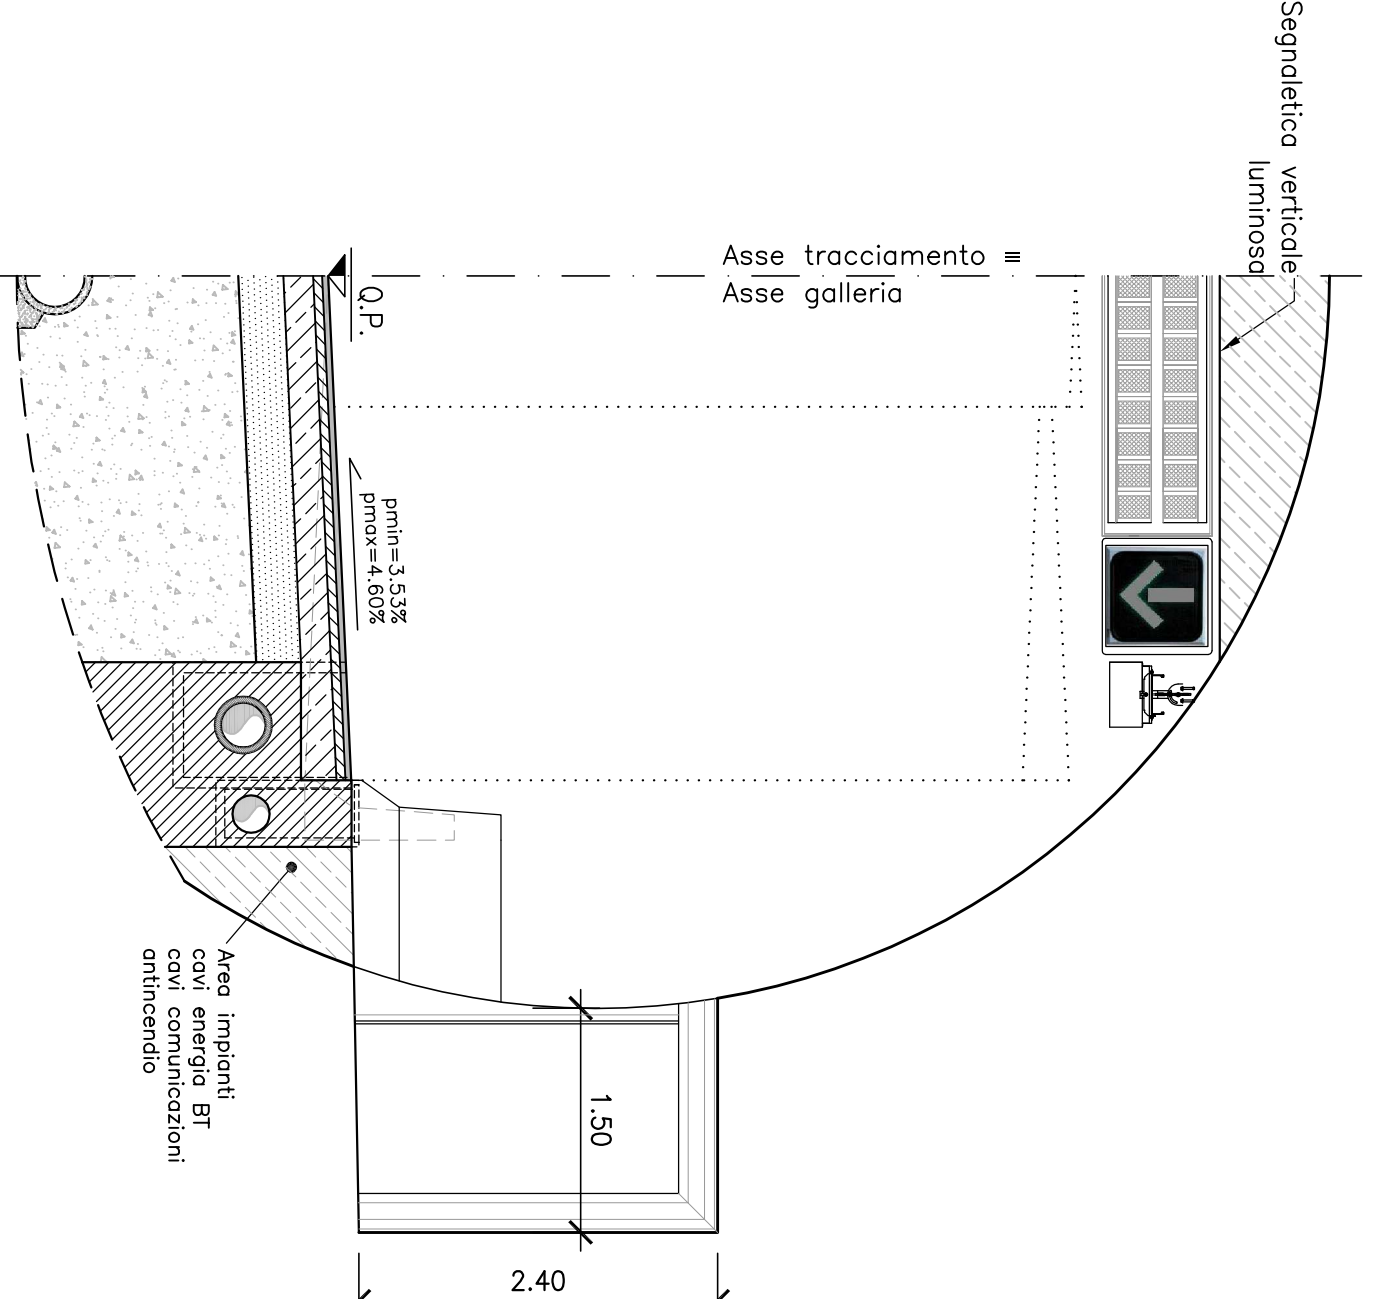 Segnaletica verticale
luminosa
Asse tracciamento ≡
Asse galleria
Q.P.
pmin=3.53%
pmax=4.60%
Area impianti
cavi energia BT
cavi comunicazioni
antincendio
1.50
2.40